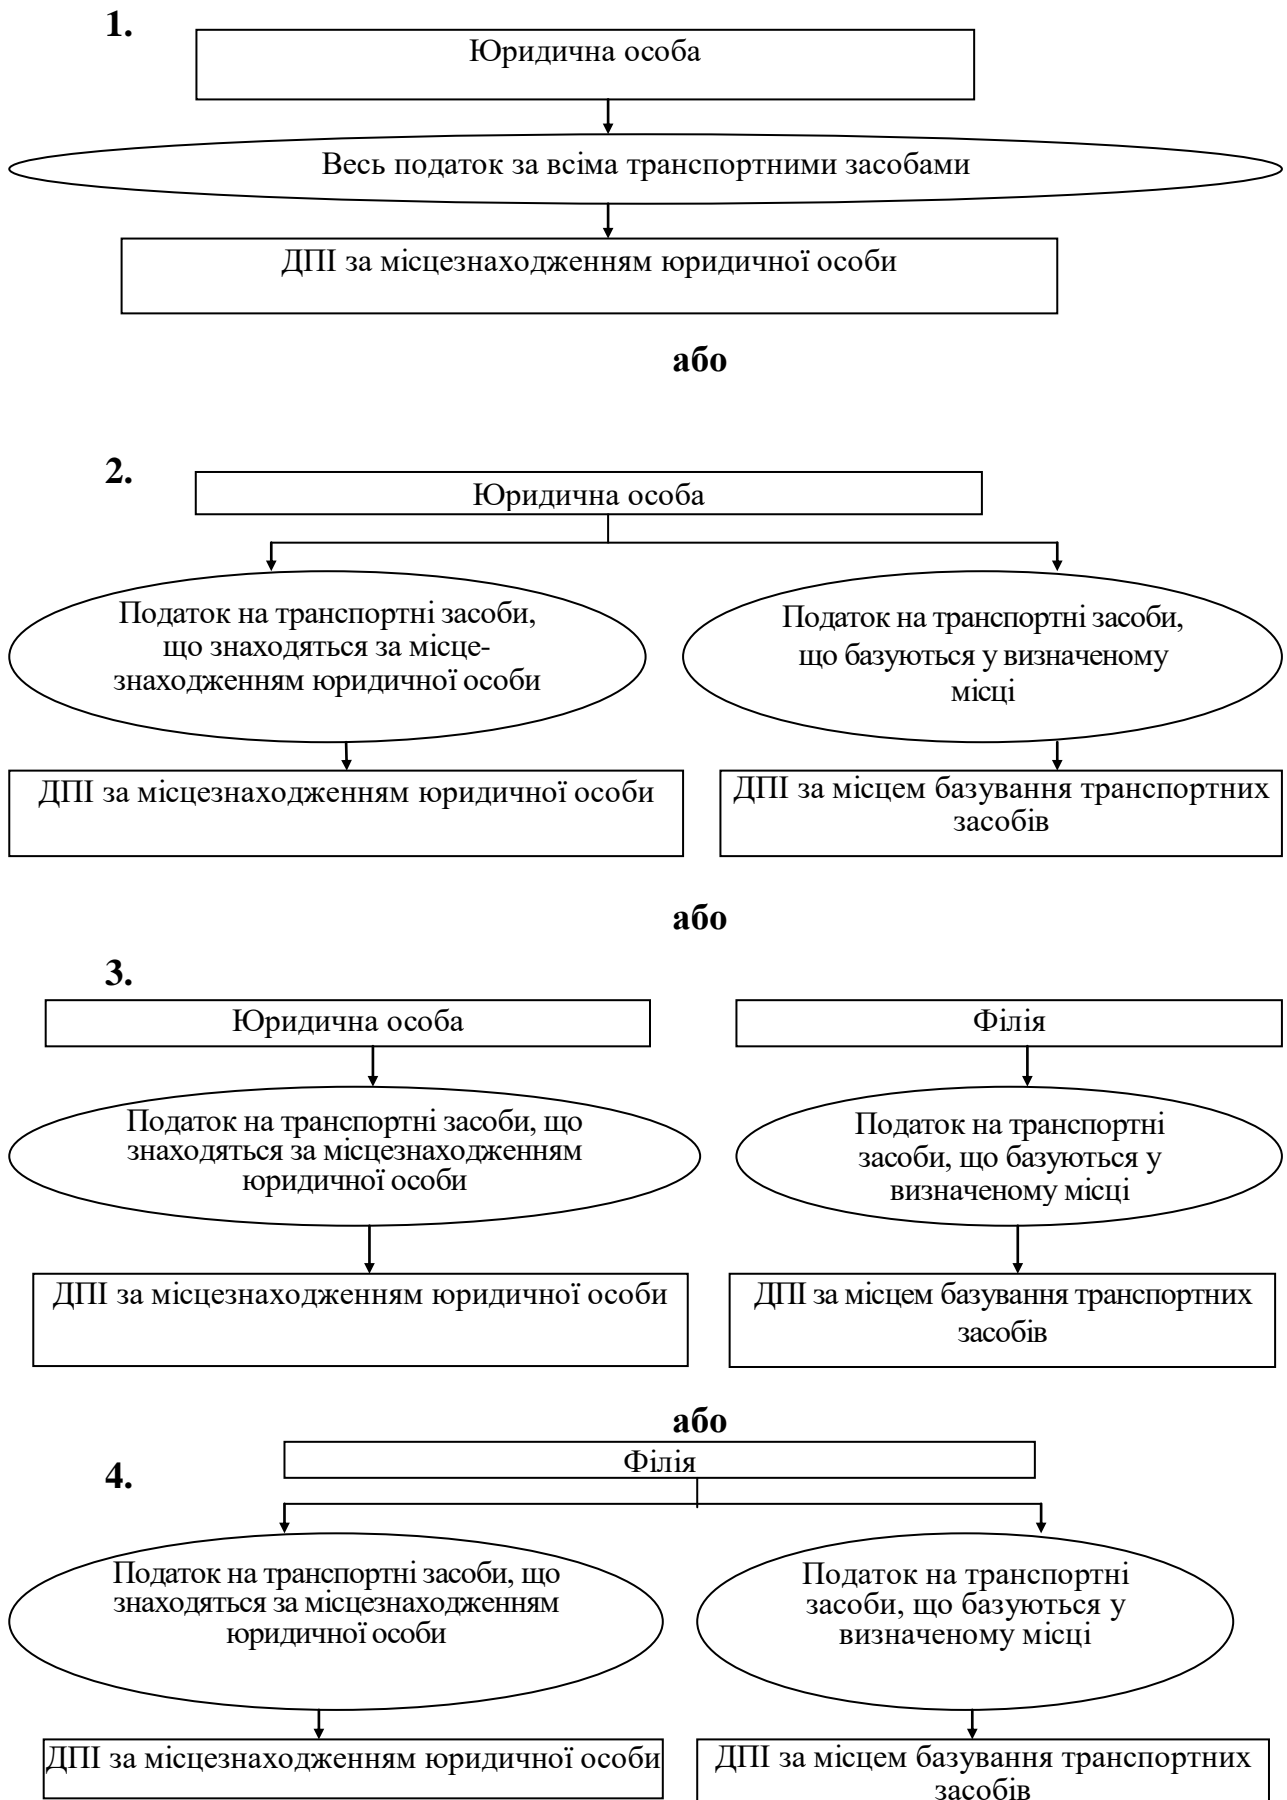 1.
Юридична особа
Весь податок за всіма транспортними засобами
ДПІ за місцезнаходженням юридичної особи
або
2.
Юридична особа
Податок на транспортні засоби,
що знаходяться за місце-
знаходженням юридичної особи
Податок на транспортні засоби,
що базуються у визначеному
місці
ДПІ за місцезнаходженням юридичної особи
ДПІ за місцем базування транспортних
засобів
або
3.
Юридична особа
Філія
Податок на транспортні засоби, що
знаходяться за місцезнаходженням
юридичної особи
Податок на транспортні
засоби, що базуються у
визначеному місці
ДПІ за місцезнаходженням юридичної особи
ДПІ за місцем базування транспортних
засобів
або
4.
Філія
Податок на транспортні засоби, що
знаходяться за місцезнаходженням
юридичної особи
Податок на транспортні
засоби, що базуються у
визначеному місці
ДПІ за місцезнаходженням юридичної особи
ДПІ за місцем базування транспортних
засобів